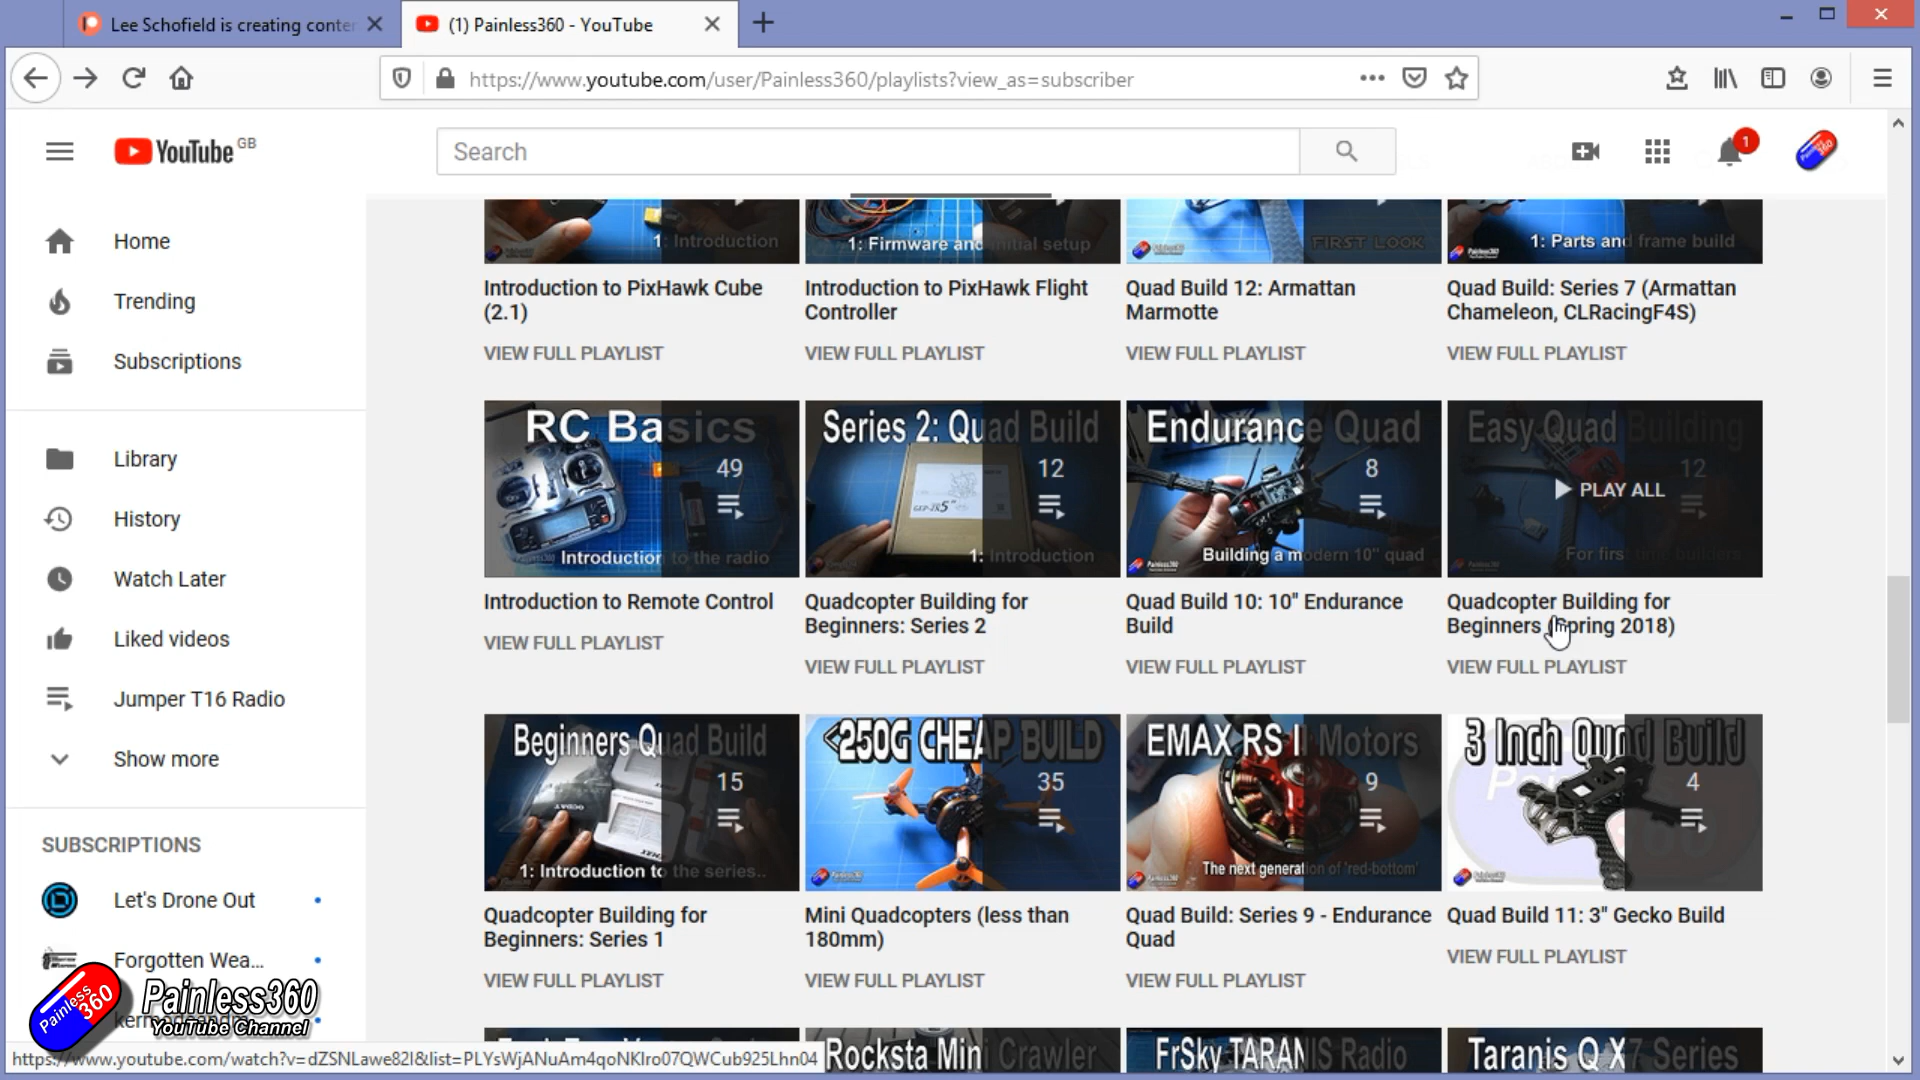 Lee Schofield is creating conter
(1) Painless360 - YouTube
https://www.youtube.com/user/Painless360/playlists?view_as=subscriber
YouTube GB
Search
1
Home
Trending
Subscriptions
Library
History
Watch Later
Liked videos
Jumper T16 Radio
Show more
SUBSCRIPTIONS
Let's Drone Out
Forgotten Wea...
Painless360
YouTube Channel
Painless 360
1: Introduction
1: Firmware and initial setup
FIRST LOOK
1: Parts and frame build
Introduction to PixHawk Cube
(2.1)
VIEW FULL PLAYLIST
Introduction to PixHawk Flight
Controller
VIEW FULL PLAYLIST
Quad Build 12: Armattan
Marmotte
VIEW FULL PLAYLIST
Quad Build: Series 7 (Armattan
Chameleon, CLRacingF4S)
VIEW FULL PLAYLIST
RC Basics
49
Introduction to the radio
Series 2: Quad Build
12
1: Introduction
Endurance Quad
8
Building a modern 10" quad
Easy Quad Building
12
PLAY ALL
For first time builders
Introduction to Remote Control
VIEW FULL PLAYLIST
Quadcopter Building for
Beginners: Series 2
VIEW FULL PLAYLIST
Quad Build 10: 10" Endurance
Build
VIEW FULL PLAYLIST
Quadcopter Building for
Beginners (Spring 2018)
VIEW FULL PLAYLIST
Beginners Quad Build
15
1: Introduction to the series..
<250G CHEAP BUILD
35
EMAX RS II Motors
9
The next generation of 'red-bottom'
3 Inch Quad Build
4
Quadcopter Building for
Beginners: Series 1
VIEW FULL PLAYLIST
Mini Quadcopters (less than
180mm)
VIEW FULL PLAYLIST
Quad Build: Series 9 - Endurance
Quad
VIEW FULL PLAYLIST
Quad Build 11: 3" Gecko Build
VIEW FULL PLAYLIST
Rocksta Mini Crawler
FrSky TARANIS Radio
Taranis Q X7 Series
https://www.youtube.com/watch?v=dZSNLawe82I&list=PLYsWjANuAm4qoNKIro07QWCub925Lhn04